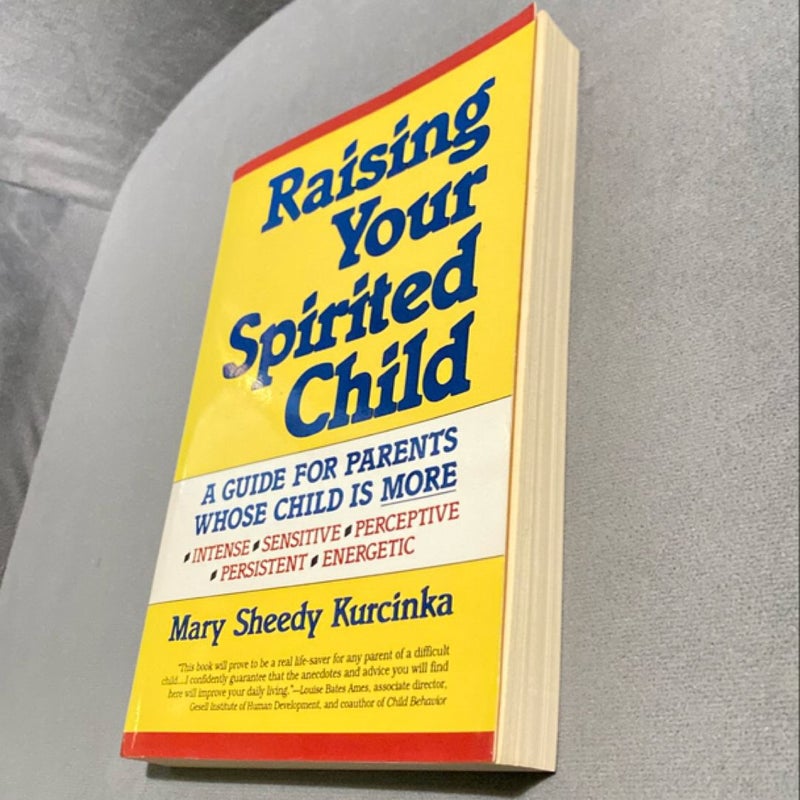 Raising
Your
Spirited
Child
A GUIDE FOR PARENTS
WHOSE CHILD IS MORE
INTENSE SENSITIVE PERCEPTIVE
PERSISTENT ENERGETIC
Mary Sheedy Kurcinka
"This book will prove to be a real life-saver for any parent of a difficult
child....I confidently guarantee that the anecdotes and advice you will find
here will improve your daily living."—Louise Bates Ames, associate director,
Gesell Institute of Human Development, and coauthor of Child Behavior